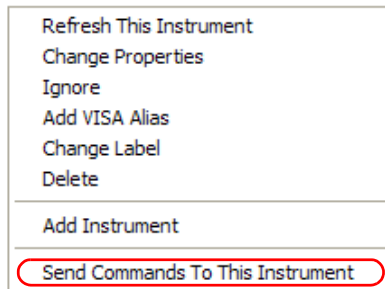 Refresh This Instrument
Change Properties
Ignore
Add VISA Alias
Change Label
Delete
Add Instrument
Send Commands To This Instrument